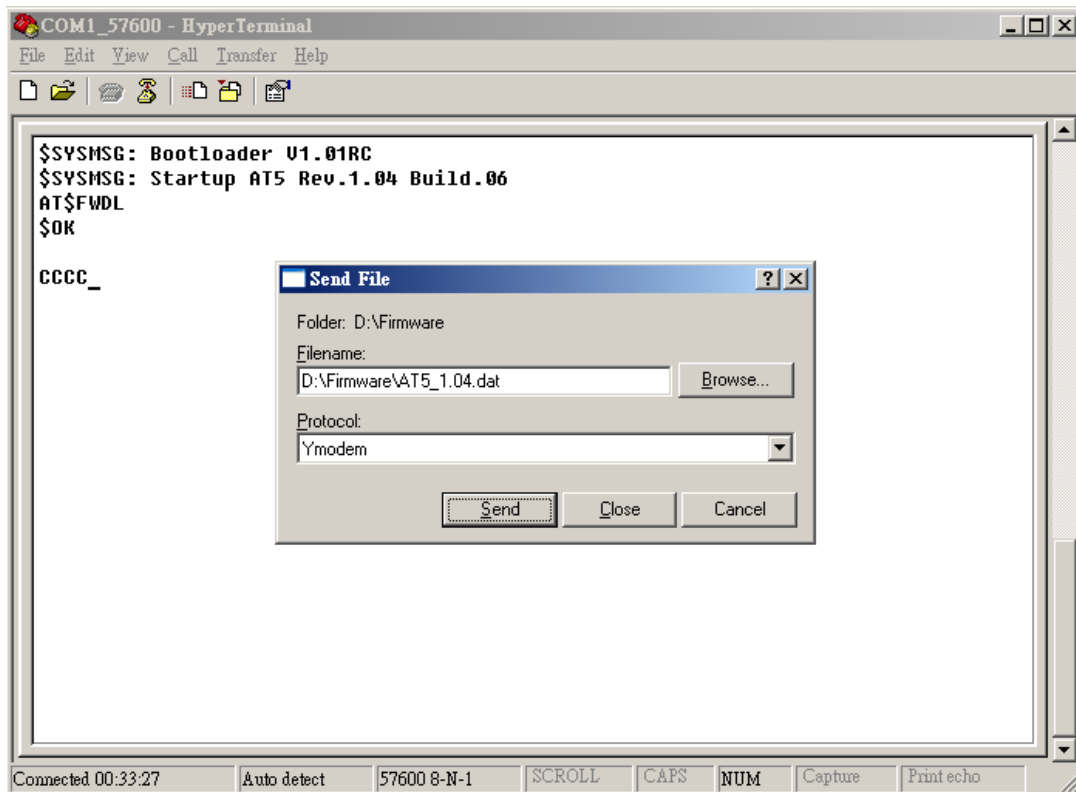 COM1_57600 - HyperTerminal
File Edit View Call Transfer Help
$SYSMSG: Bootloader V1.01RC
$SYSMSG: Startup AT5 Rev.1.04 Build.06
AT$FWDL
$OK
CCCC_
Send File
Folder: D:\Firmware
Filename:
D:\Firmware\AT5_1.04.dat Browse...
Protocol:
Ymodem
Send Close Cancel
Connected 00:33:27 Auto detect 57600 8-N-1 SCROLL CAPS NUM Capture Print echo